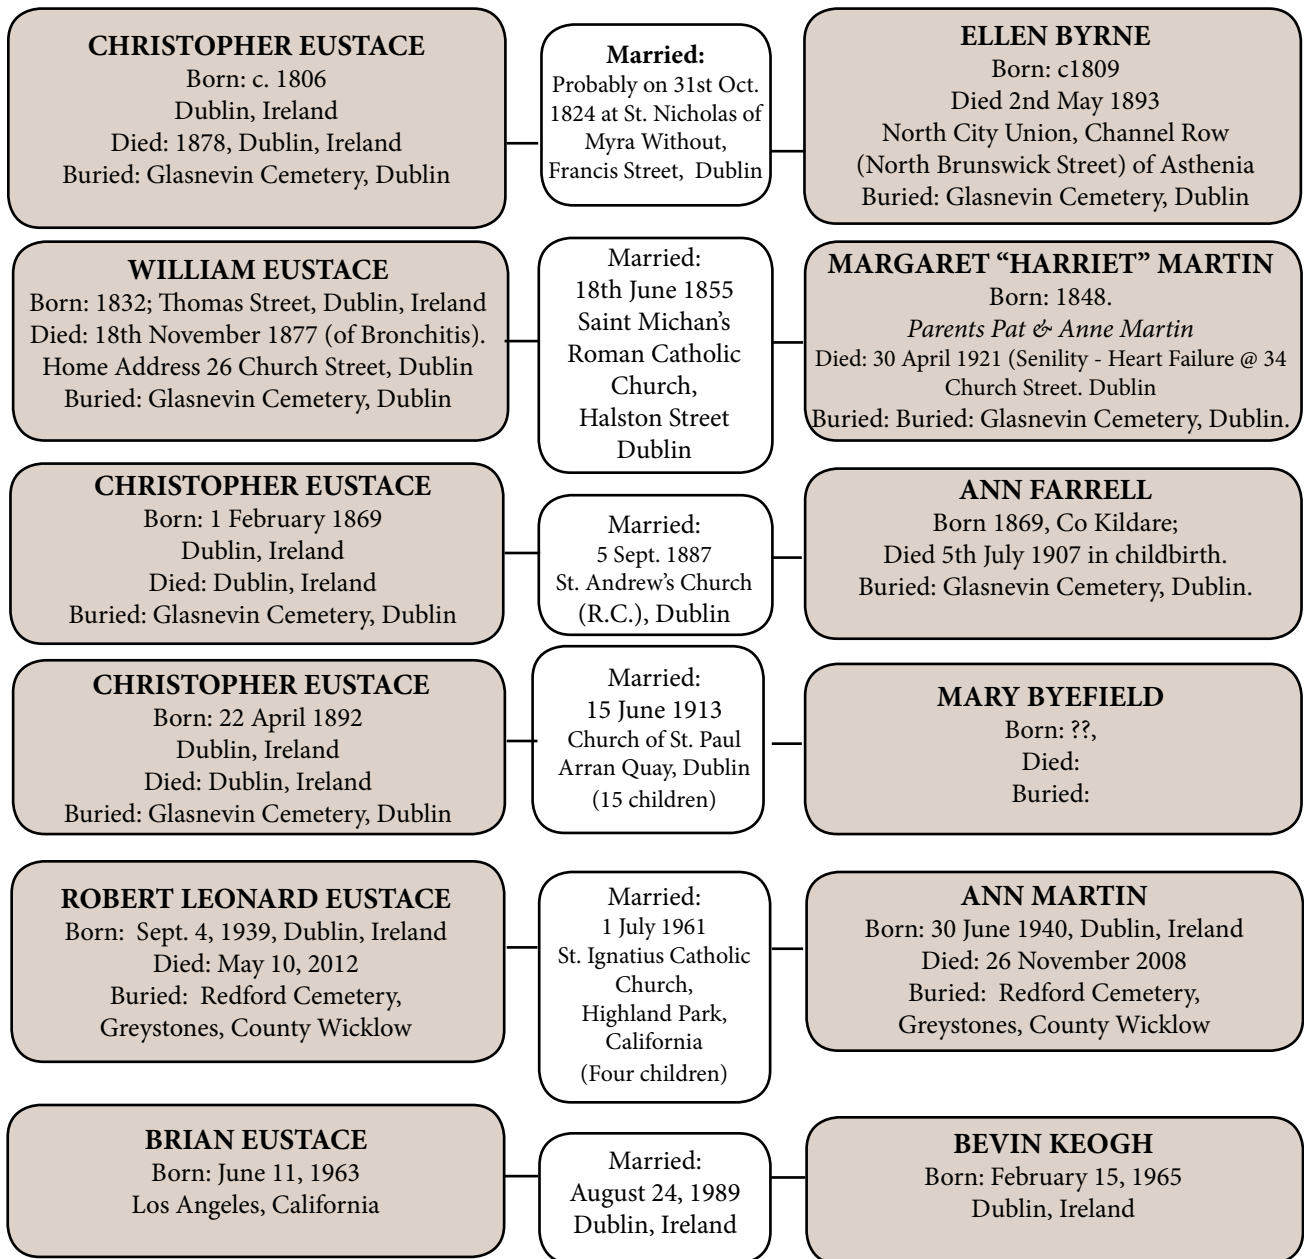 CHRISTOPHER EUSTACE
Born: c. 1806
Dublin, Ireland
Died: 1878, Dublin, Ireland
Buried: Glasnevin Cemetery, Dublin
Married:
Probably on 31st Oct.
1824 at St. Nicholas of
Myra Without,
Francis Street, Dublin
ELLEN BYRNE
Born: c1809
Died 2nd May 1893
North City Union, Channel Row
(North Brunswick Street) of Asthenia
Buried: Glasnevin Cemetery, Dublin
WILLIAM EUSTACE
Born: 1832; Thomas Street, Dublin, Ireland
Died: 18th November 1877 (of Bronchitis).
Home Address 26 Church Street, Dublin
Buried: Glasnevin Cemetery, Dublin
Married:
18th June 1855
Saint Michan’s
Roman Catholic
Church,
Halston Street
Dublin
MARGARET “HARRIET” MARTIN
Born: 1848.
Parents Pat & Anne Martin
Died: 30 April 1921 (Senility - Heart Failure @ 34
Church Street. Dublin
Buried: Buried: Glasnevin Cemetery, Dublin.
CHRISTOPHER EUSTACE
Born: 1 February 1869
Dublin, Ireland
Died: Dublin, Ireland
Buried: Glasnevin Cemetery, Dublin
Married:
5 Sept. 1887
St. Andrew’s Church
(R.C.), Dublin
ANN FARRELL
Born 1869, Co Kildare;
Died 5th July 1907 in childbirth.
Buried: Glasnevin Cemetery, Dublin.
CHRISTOPHER EUSTACE
Born: 22 April 1892
Dublin, Ireland
Died: Dublin, Ireland
Buried: Glasnevin Cemetery, Dublin
Married:
15 June 1913
Church of St. Paul
Arran Quay, Dublin
(15 children)
MARY BYEFIELD
Born: ??,
Died:
Buried:
ROBERT LEONARD EUSTACE
Born: Sept. 4, 1939, Dublin, Ireland
Died: May 10, 2012
Buried: Redford Cemetery,
Greystones, County Wicklow
Married:
1 July 1961
St. Ignatius Catholic
Church,
Highland Park,
California
(Four children)
ANN MARTIN
Born: 30 June 1940, Dublin, Ireland
Died: 26 November 2008
Buried: Redford Cemetery,
Greystones, County Wicklow
BRIAN EUSTACE
Born: June 11, 1963
Los Angeles, California
Married:
August 24, 1989
Dublin, Ireland
BEVIN KEOGH
Born: February 15, 1965
Dublin, Ireland